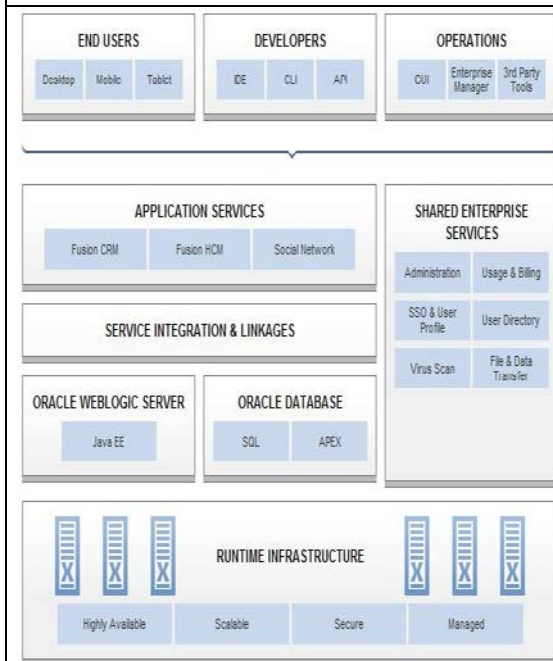 END USERS
Desktop Mobile Tablet
DEVELOPERS
IDE CLI API
OPERATIONS
GUI Enterprise Manager 3rd Party Tools
APPLICATION SERVICES
Fusion CRM Fusion HCM Social Network
SERVICE INTEGRATION & LINKAGES
ORACLE WEBLOGIC SERVER
Java EE
ORACLE DATABASE
SQL APEX
SHARED ENTERPRISE
SERVICES
Administration Usage & Billing
SSO & User Profile User Directory
Virus Scan File & Data Transfer
RUNTIME INFRASTRUCTURE
X X X X X X
Highly Available Scalable Secure Managed